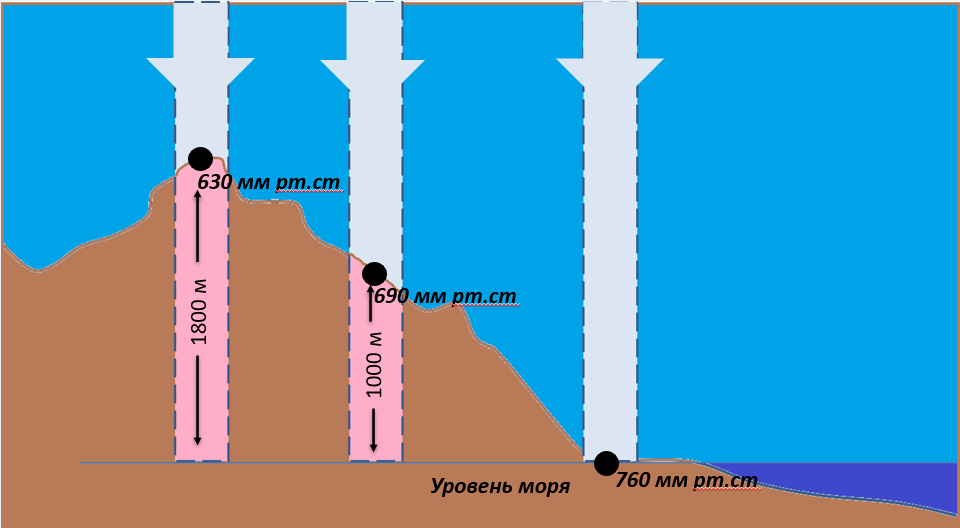 630 мм рт.ст
690 мм рт.ст
1800 м
1000 м
760 мм рт.ст
Уровень моря